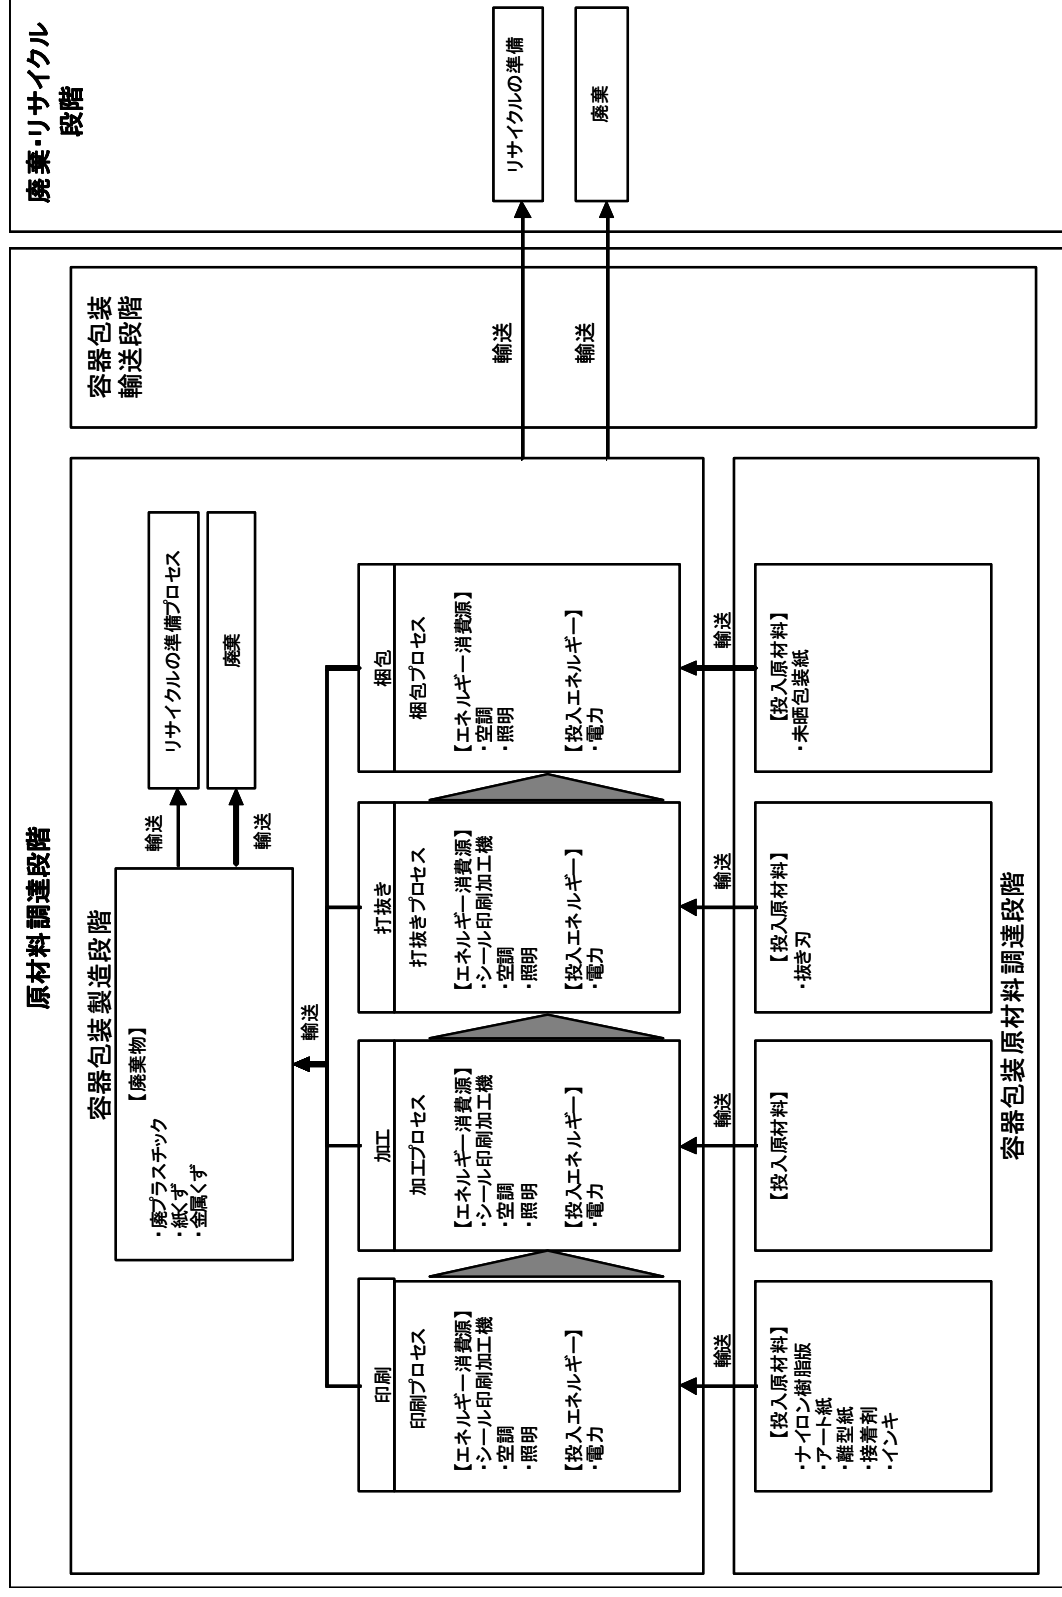 原材料調達段階
容器包装製造段階
【廃棄物】
・廃プラスチック
・紙くず
・金属くず
輸送
輸送
リサイクルの準備プロセス
廃棄
輸送
印刷
印刷プロセス
【エネルギー消費源】
・シール印刷加工機
・空調
・照明
【投入エネルギー】
・電力
加工
加工プロセス
【エネルギー消費源】
・シール印刷加工機
・空調
・照明
【投入エネルギー】
・電力
打抜き
打抜きプロセス
【エネルギー消費源】
・シール印刷加工機
・空調
・照明
【投入エネルギー】
・電力
梱包
梱包プロセス
【エネルギー消費源】
・空調
・照明
【投入エネルギー】
・電力
輸送
輸送
輸送
輸送
【投入原材料】
・ナイロン樹脂版
・アート紙
・離型紙
・接着剤
・インキ
【投入原材料】
【投入原材料】
・抜き刃
【投入原材料】
・未晒包装紙
容器包装原材料調達段階
容器包装
輸送段階
輸送
輸送
廃棄・リサイクル
段階
リサイクルの準備
廃棄